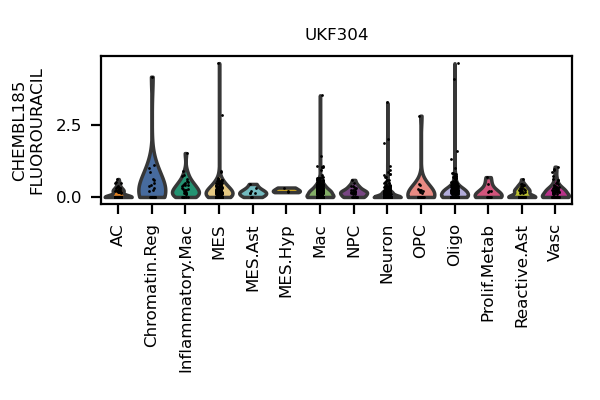 UKF304
CHEMBL185
FLUOROURACIL
2.5
0.0
AC
Chromatin.Reg
Inflammatory.Mac
MES
MES.Ast
MES.Hyp
Mac
NPC
Neuron
OPC
Oligo
Prolif.Metab
Reactive.Ast
Vasc